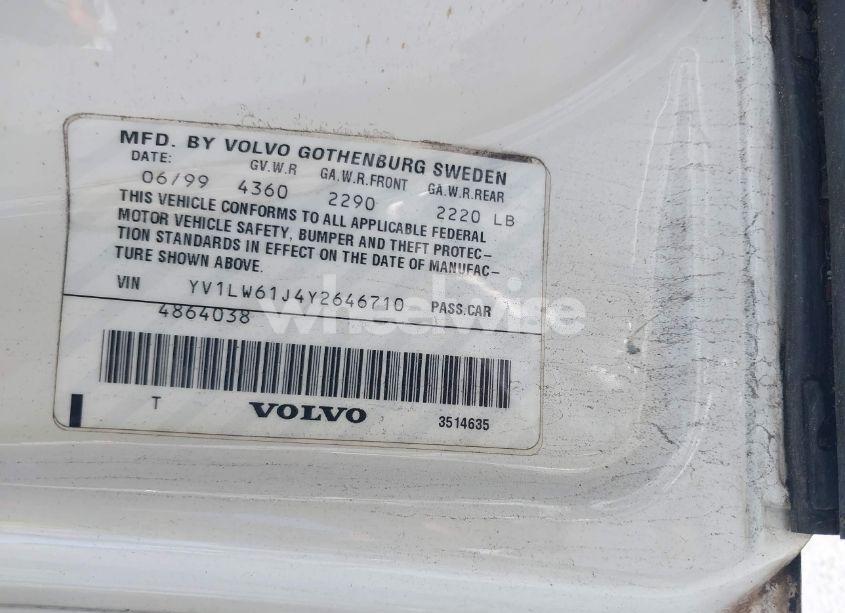 MFD. BY VOLVO GOTHENBURG SWEDEN
DATE: GV.W.R GA.W.R.FRONT GA.W.R.REAR
06/99 4360 2290 2220 LB
THIS VEHICLE CONFORMS TO ALL APPLICABLE FEDERAL
MOTOR VEHICLE SAFETY, BUMPER AND THEFT PROTEC-
TION STANDARDS IN EFFECT ON THE DATE OF MANUFAC-
TURE SHOWN ABOVE.
VIN YV1LW61J4Y2646710 PASS.CAR
4864038
wheelwise
T VOLVO 3514635